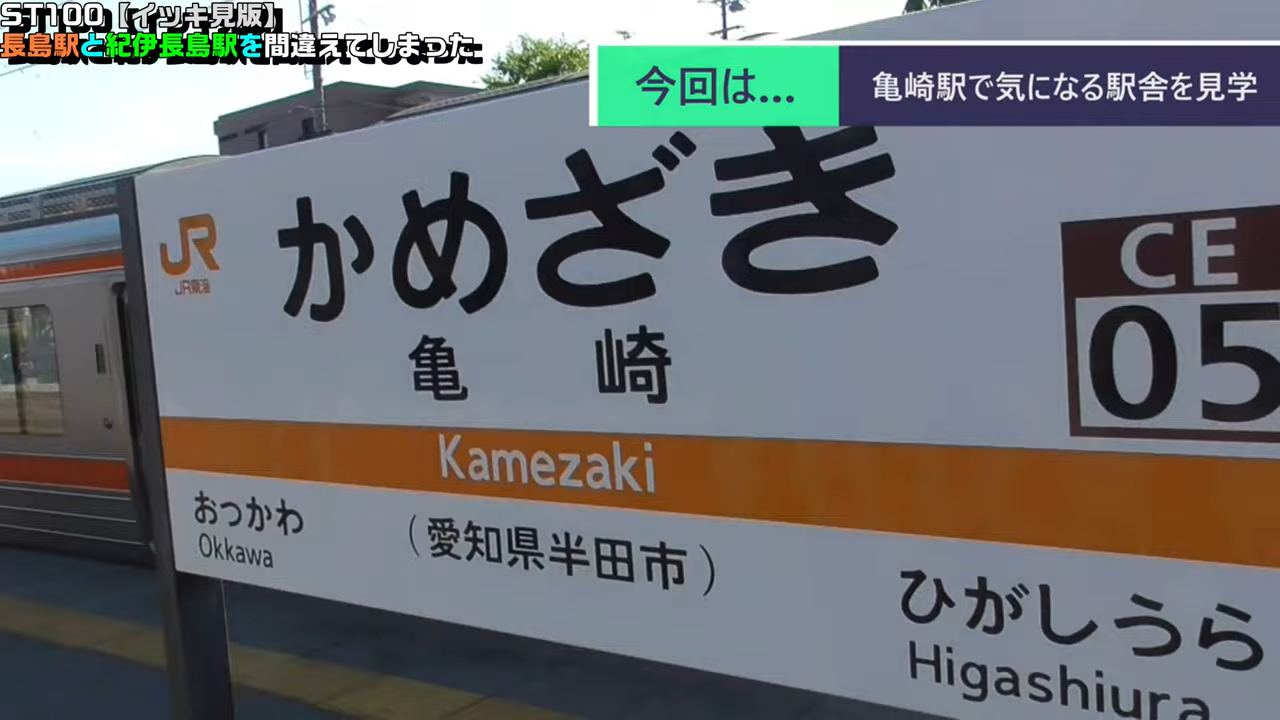 ST100【イツキ見版】
長島駅と紀伊長島駅を間違えてしまった
今回は...
亀崎駅で気になる駅舎を見学
かめざき
JR
JR東海
CE
05
亀崎
Kamezaki
おっかわ
Okkawa
（愛知県半田市）
ひがしうら
Higashiura